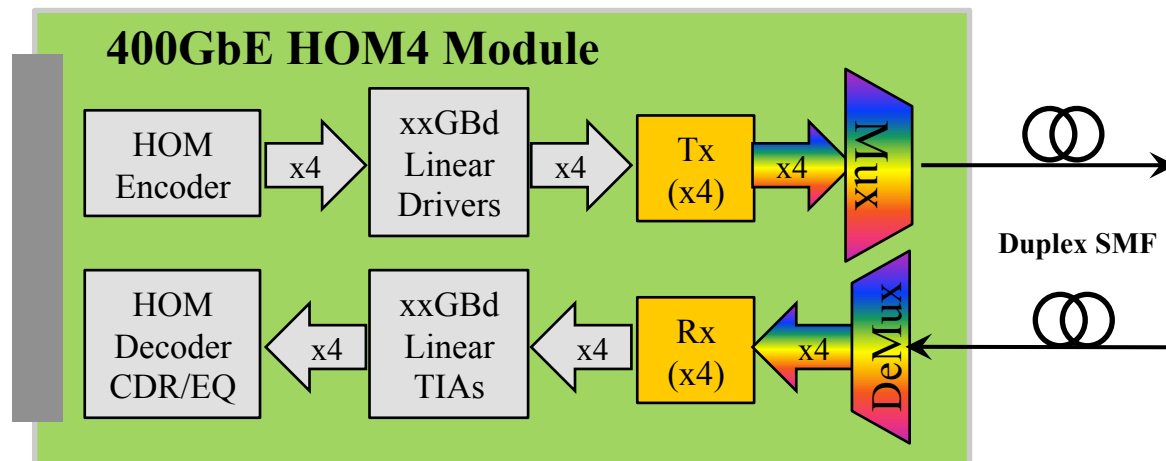 400GbE HOM4 Module
HOM
Encoder
x4
xxGBd
Linear
Drivers
x4
Tx
(x4)
x4
Mux
Duplex SMF
HOM
Decoder
CDR/EQ
x4
xxGBd
Linear
TIAs
x4
Rx
(x4)
x4
DeMux